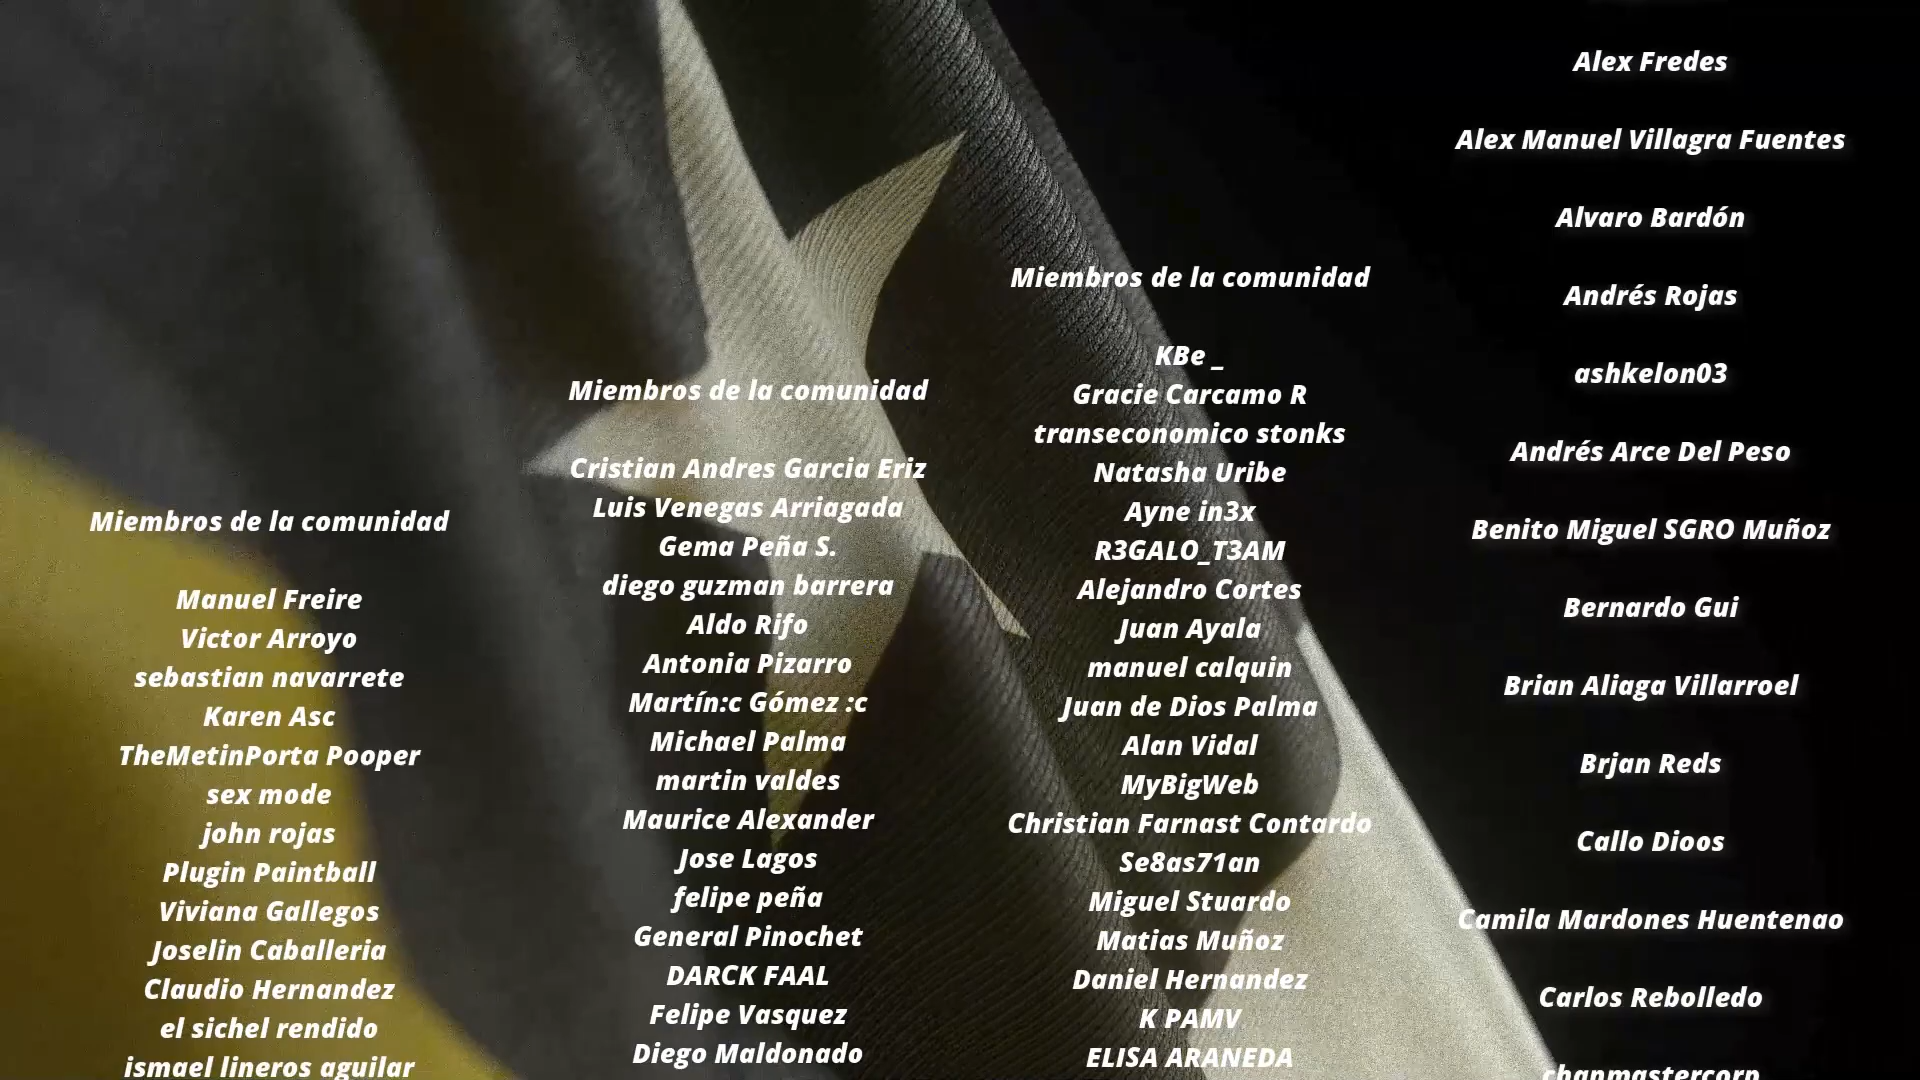 Miembros de la comunidad
Manuel Freire
Victor Arroyo
sebastian navarrete
Karen Asc
TheMetinPorta Pooper
sex mode
john rojas
Plugin Paintball
Viviana Gallegos
Joselin Caballeria
Claudio Hernandez
el sichel rendido
ismael lineros aguilar
Miembros de la comunidad
Cristian Andres Garcia Eriz
Luis Venegas Arriagada
Gema Peña S.
diego guzman barrera
Aldo Rifo
Antonia Pizarro
Martín:c Gómez :c
Michael Palma
martin valdes
Maurice Alexander
Jose Lagos
felipe peña
General Pinochet
DARCK FAAL
Felipe Vasquez
Diego Maldonado
Miembros de la comunidad
KBe _
Gracie Carcamo R
transeconomico stonks
Natasha Uribe
Ayne in3x
R3GALO_T3AM
Alejandro Cortes
Juan Ayala
manuel calquin
Juan de Dios Palma
Alan Vidal
MyBigWeb
Christian Farnast Contardo
Se8as71an
Miguel Stuardo
Matias Muñoz
Daniel Hernandez
K PAMV
ELISA ARANEDA
Alex Fredes
Alex Manuel Villagra Fuentes
Alvaro Bardón
Andrés Rojas
ashkelon03
Andrés Arce Del Peso
Benito Miguel SGRO Muñoz
Bernardo Gui
Brian Aliaga Villarroel
Brjan Reds
Callo Dioos
Camila Mardones Huentenao
Carlos Rebolledo
chanmastercorp